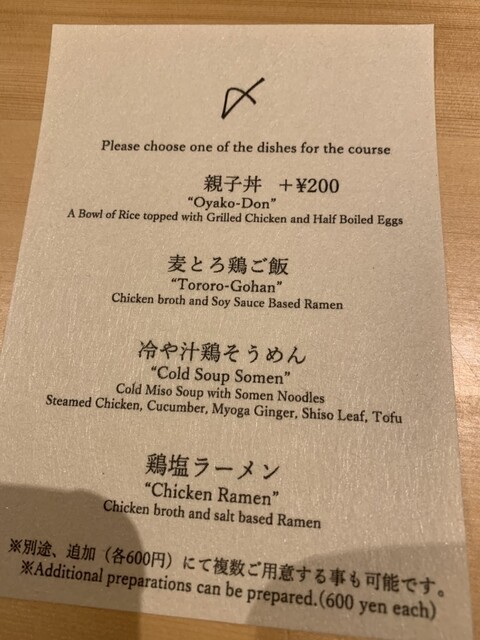 〆
Please choose one of the dishes for the course
親子丼 +¥200
“Oyako-Don”
A Bowl of Rice topped with Grilled Chicken and Half Boiled Eggs
麦とろ鶏ご飯
“Tororo-Gohan”
Chicken broth and Soy Sauce Based Ramen
冷や汁鶏そうめん
“Cold Soup Somen”
Cold Miso Soup with Somen Noodles
Steamed Chicken, Cucumber, Myoga Ginger, Shiso Leaf, Tofu
鶏塩ラーメン
“Chicken Ramen”
Chicken broth and salt based Ramen
※別途、追加（各600円）にて複数ご用意する事も可能です。
※Additional preparations can be prepared.(600 yen each)